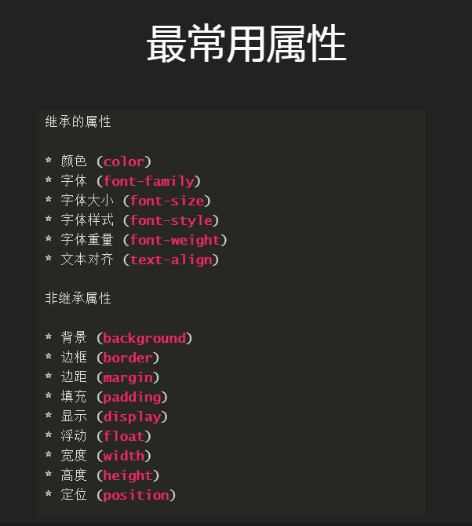 最常用属性
继承的属性
* 颜色 (color)
* 字体 (font-family)
* 字体大小 (font-size)
* 字体样式 (font-style)
* 字体重量 (font-weight)
* 文本对齐 (text-align)
非继承属性
* 背景 (background)
* 边框 (border)
* 边距 (margin)
* 填充 (padding)
* 显示 (display)
* 浮动 (float)
* 宽度 (width)
* 高度 (height)
* 定位 (position)